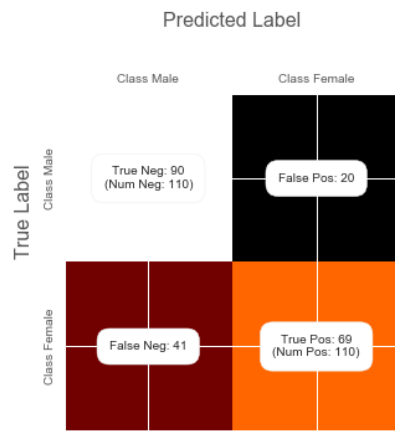 Predicted Label
Class Male
Class Female
True Label
Class Male
True Neg: 90
(Num Neg: 110)
False Pos: 20
Class Female
False Neg: 41
True Pos: 69
(Num Pos: 110)